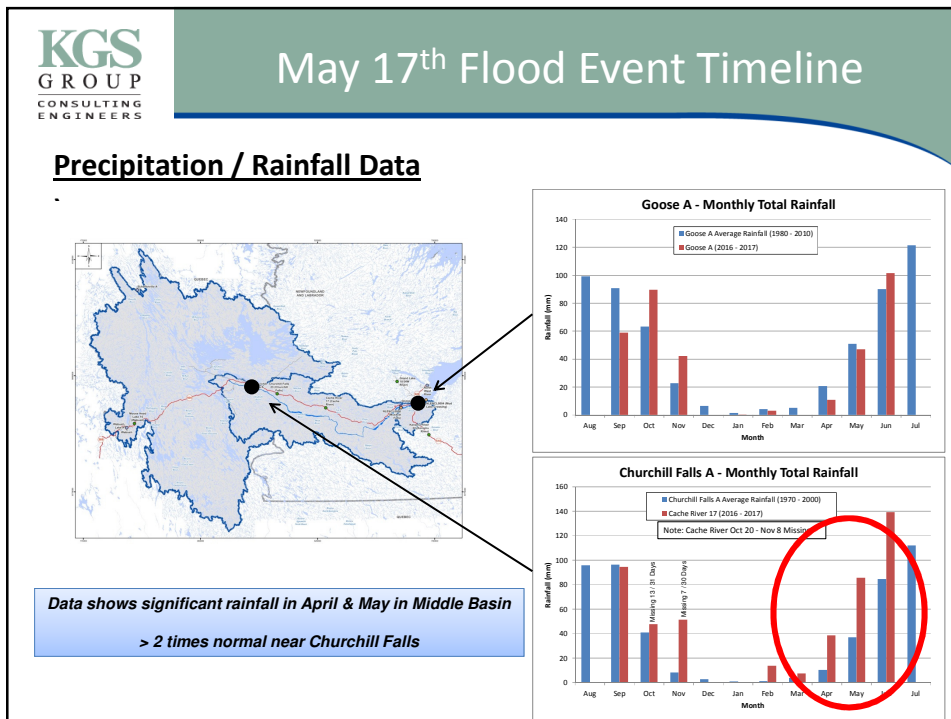 KGS
GROUP
CONSULTING
ENGINEERS
May 17th Flood Event Timeline
Precipitation / Rainfall Data
QUEBEC
NEWFOUNDLAND
AND LABRADOR
QUEBEC
Data shows significant rainfall in April & May in Middle Basin
> 2 times normal near Churchill Falls
Goose A - Monthly Total Rainfall
Goose A Average Rainfall (1980 - 2010)
Goose A (2016 - 2017)
Rainfall (mm)
140
120
100
80
60
40
20
0
Aug Sep Oct Nov Dec Jan Feb Mar Apr May Jun Jul
Month
Churchill Falls A - Monthly Total Rainfall
Churchill Falls A Average Rainfall (1970 - 2000)
Cache River 17 (2016 - 2017)
Note: Cache River Oct 20 - Nov 8 Missing
Missing 13 / 31 Days
Missing 7 / 30 Days
Rainfall (mm)
160
140
120
100
80
60
40
20
0
Aug Sep Oct Nov Dec Jan Feb Mar Apr May Jun Jul
Month